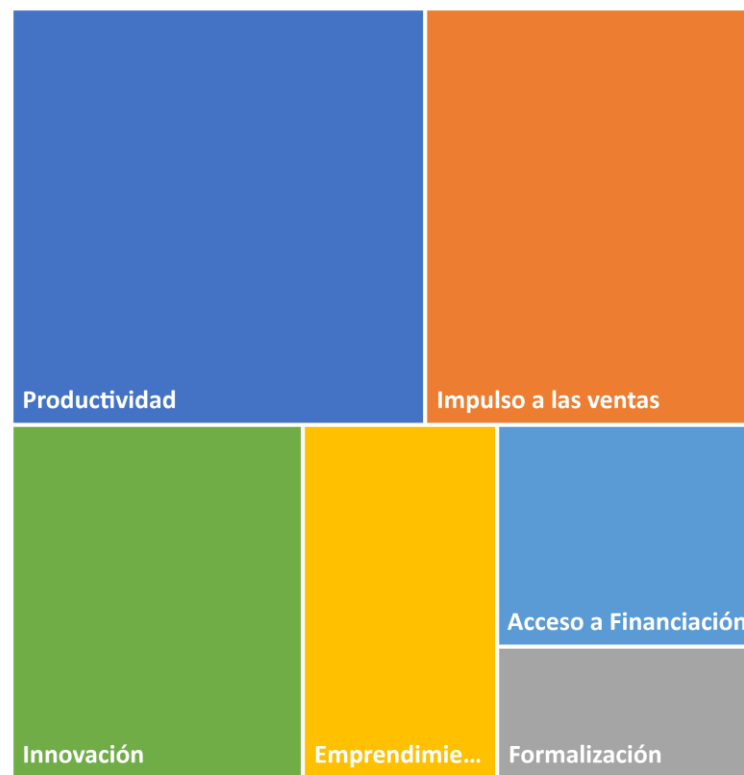 Productividad
Impulso a las ventas
Acceso a Financiación
Innovación
Emprendimie...
Formalización